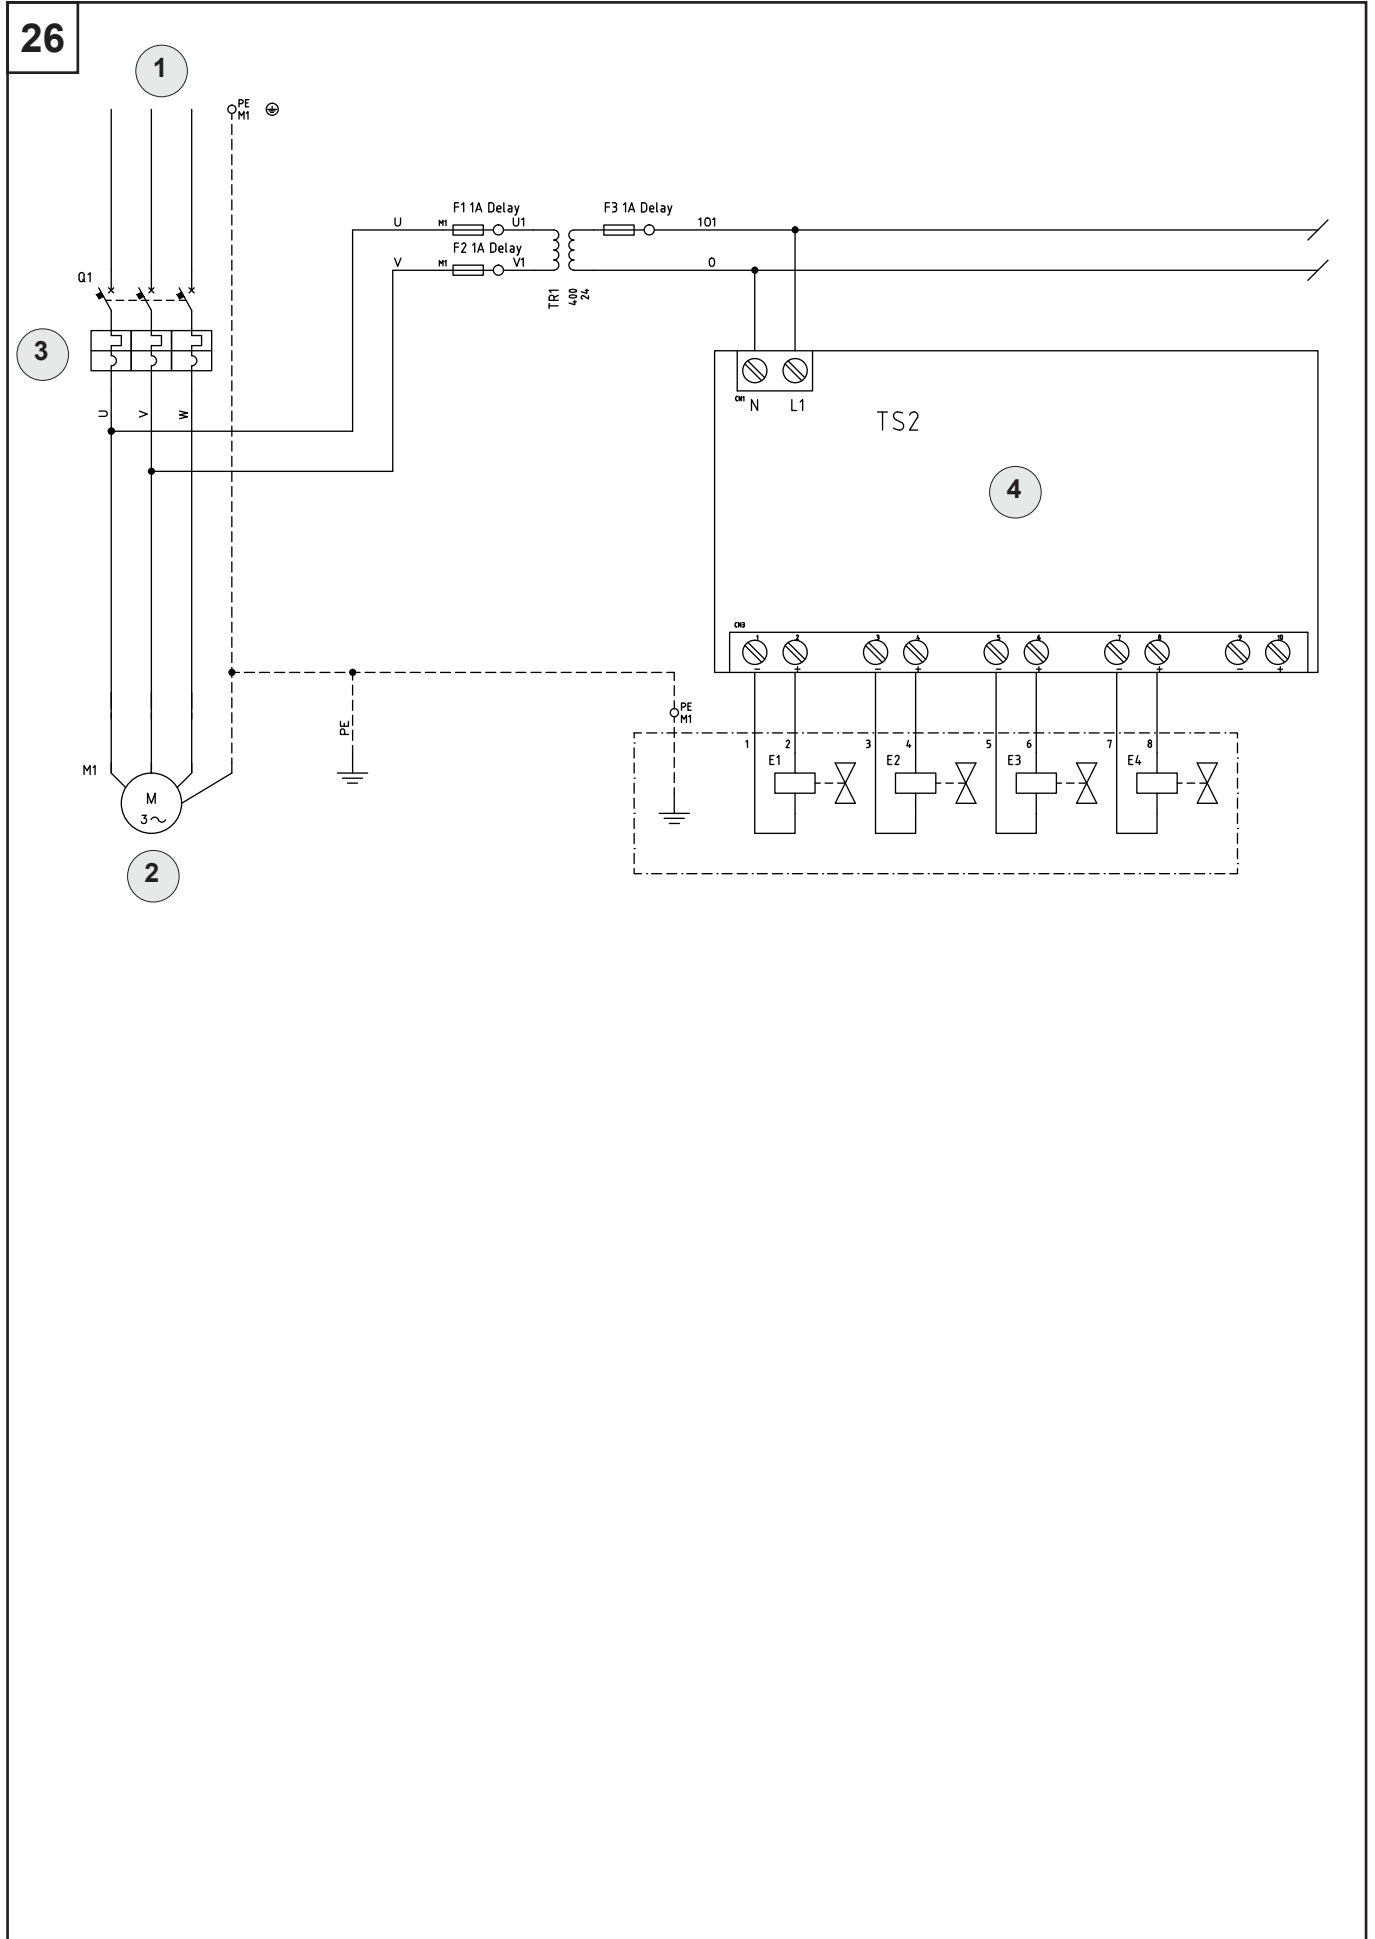 26
1
PE
M1
F1 1A Delay
F3 1A Delay
U
M1
U1
101
F2 1A Delay
V
M1
V1
0
Q1
TR1
400
24
3
CN1
N
L1
U
V
W
TS2
4
CN3
1
2
3
4
5
6
7
8
9
10
-
+
-
+
-
+
-
+
-
+
PE
M1
PE
1
2
3
4
5
6
7
8
E1
E2
E3
E4
M1
M
3~
2